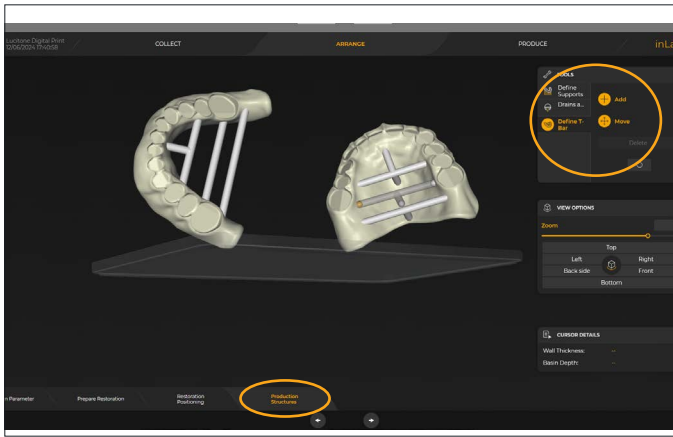 Lucitone Digital Print
12/06/2024 17:40:58
COLLECT
ARRANGE
PRODUCE
inLa
TOOLS
Define
Supports
Drains a...
Define T-
Bar
Add
Move
Delete
VIEW OPTIONS
Zoom
Top
Left
Right
Back side
Front
Bottom
CURSOR DETAILS
Wall Thickness:
--
Basin Depth:
--
Parameter
Prepare Restoration
Restoration
Positioning
Production
Structures